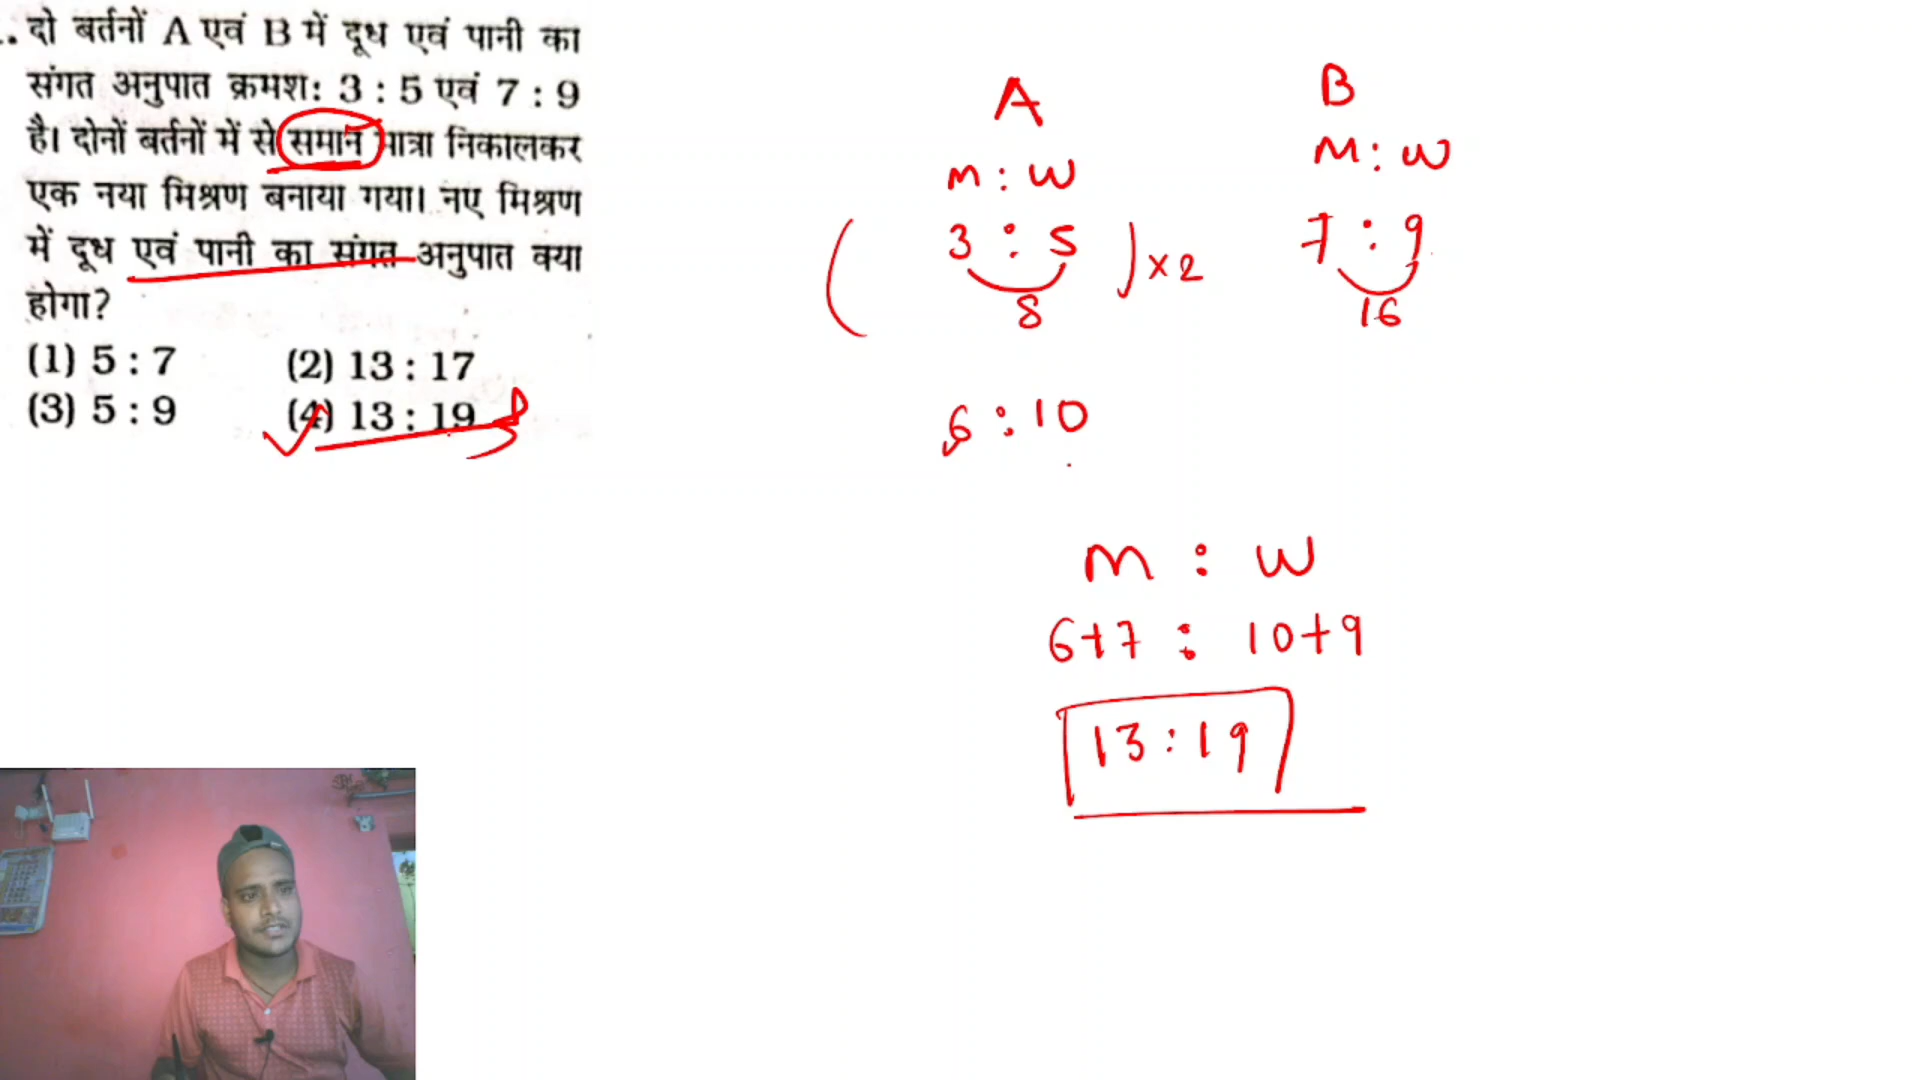 . दो बर्तनों A एवं B में दूध एवं पानी का
संगत अनुपात क्रमश: 3 : 5 एवं 7 : 9
है। दोनों बर्तनों में से समान मात्रा निकालकर
एक नया मिश्रण बनाया गया। नए मिश्रण
में दूध एवं पानी का संगत अनुपात क्या
होगा?
(1) 5 : 7 (2) 13 : 17
(3) 5 : 9 (4) 13 : 19
A B
M : W M : W
( 3 : 5 ) × 2 7 : 9
8 16
6 : 10
M : W
6+7 : 10+9
13 : 19